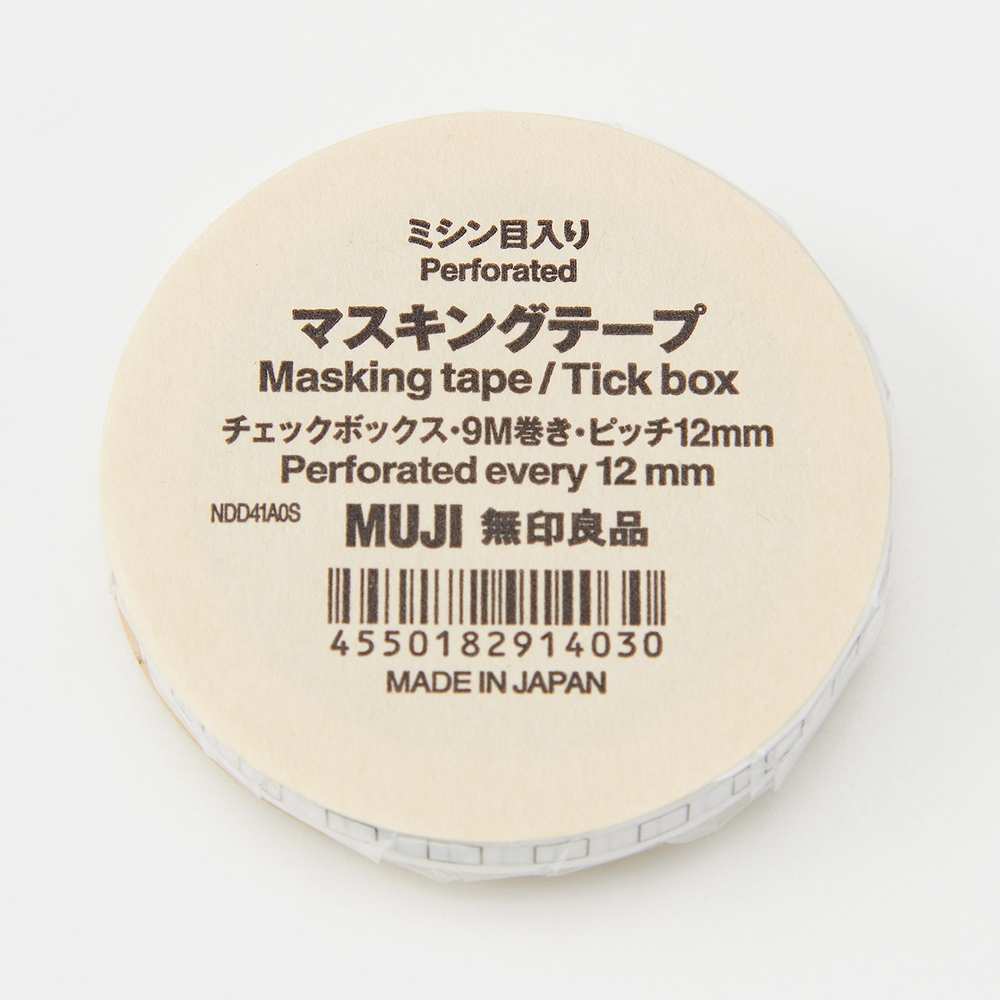 ミシン目入り
Perforated
マスキングテープ
Masking tape / Tick box
チェックボックス・9M巻き・ピッチ12mm
Perforated every 12 mm
NDD41A0S MUJI 無印良品
4550182914030
MADE IN JAPAN